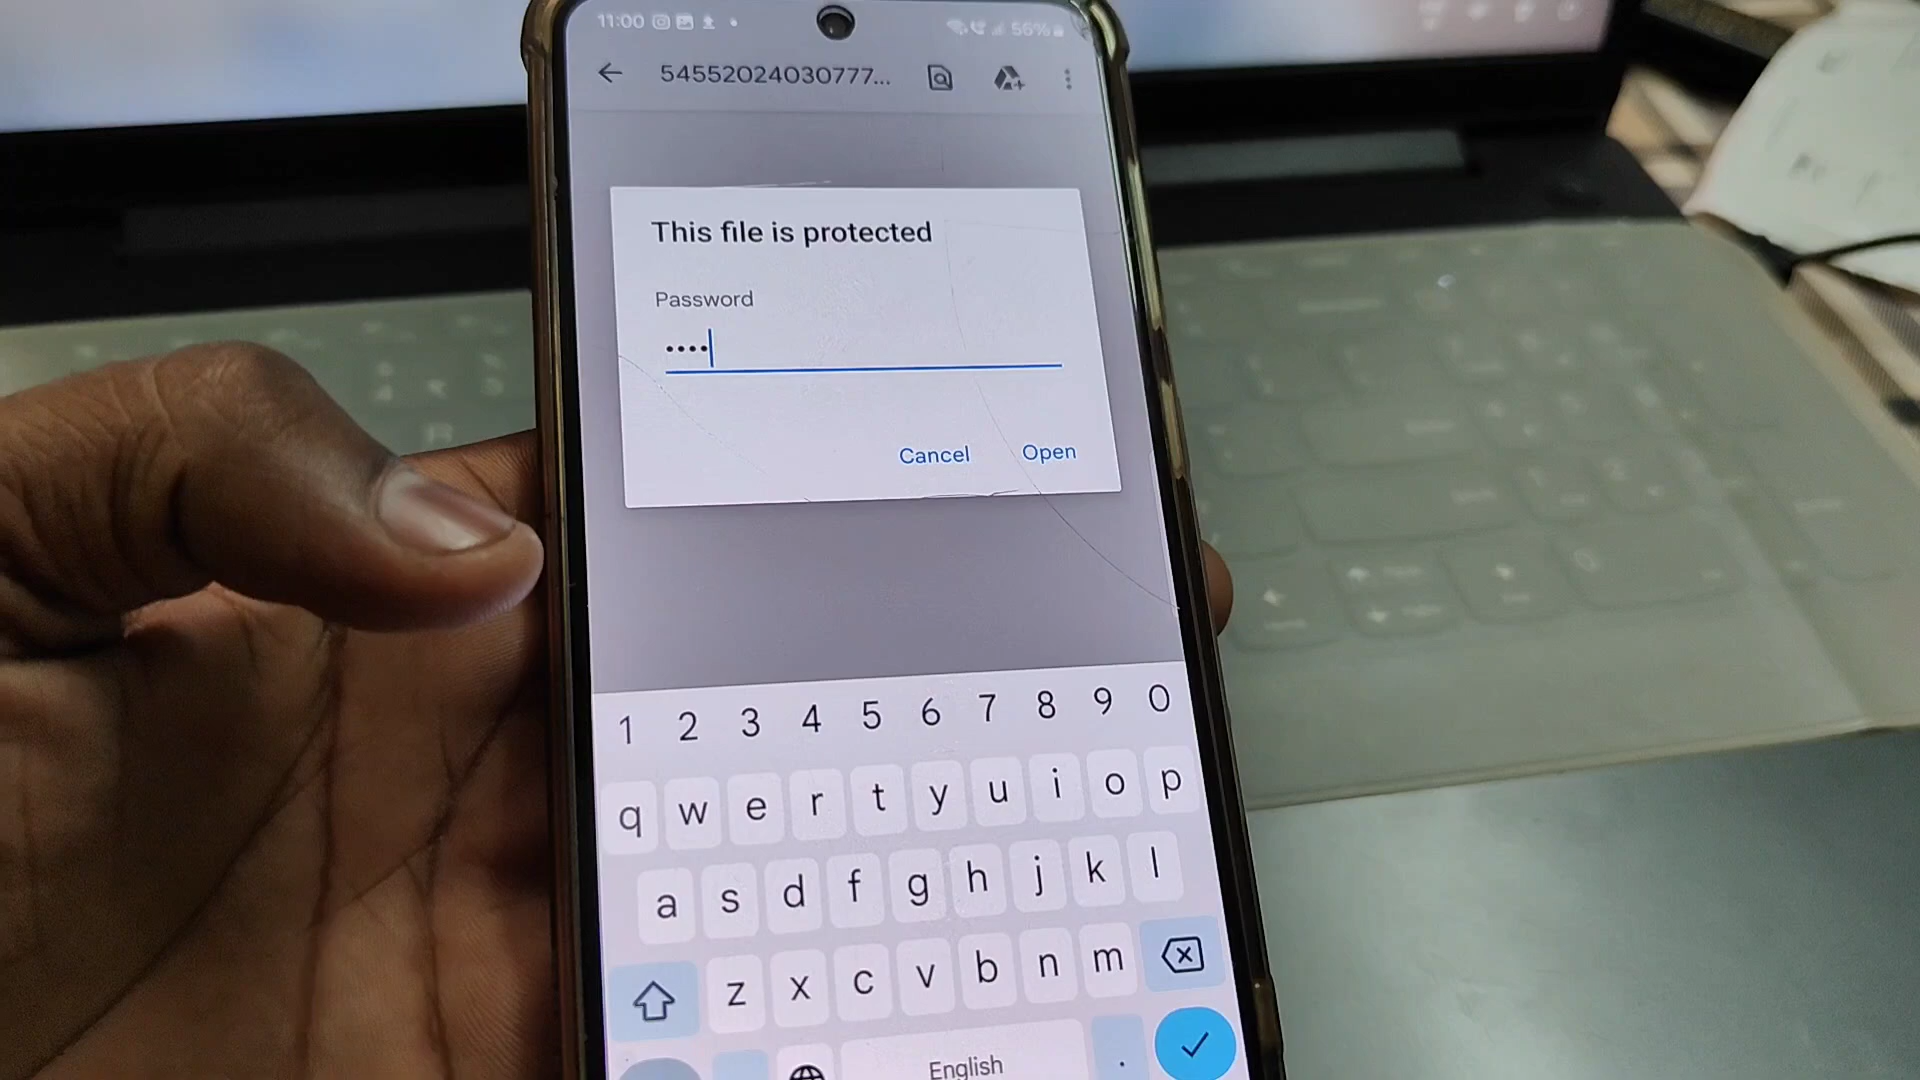 11:00 56%
54552024030777...
This file is protected
Password
••••
Cancel Open
1 2 3 4 5 6 7 8 9 0
q w e r t y u i o p
a s d f g h j k l
z x c v b n m
English .